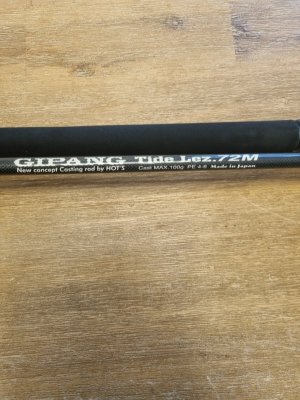 GIPANG Tide Lez.72M
New concept Casting rod by HOT'S Cast MAX.100g PE 4-6 Made in Japan